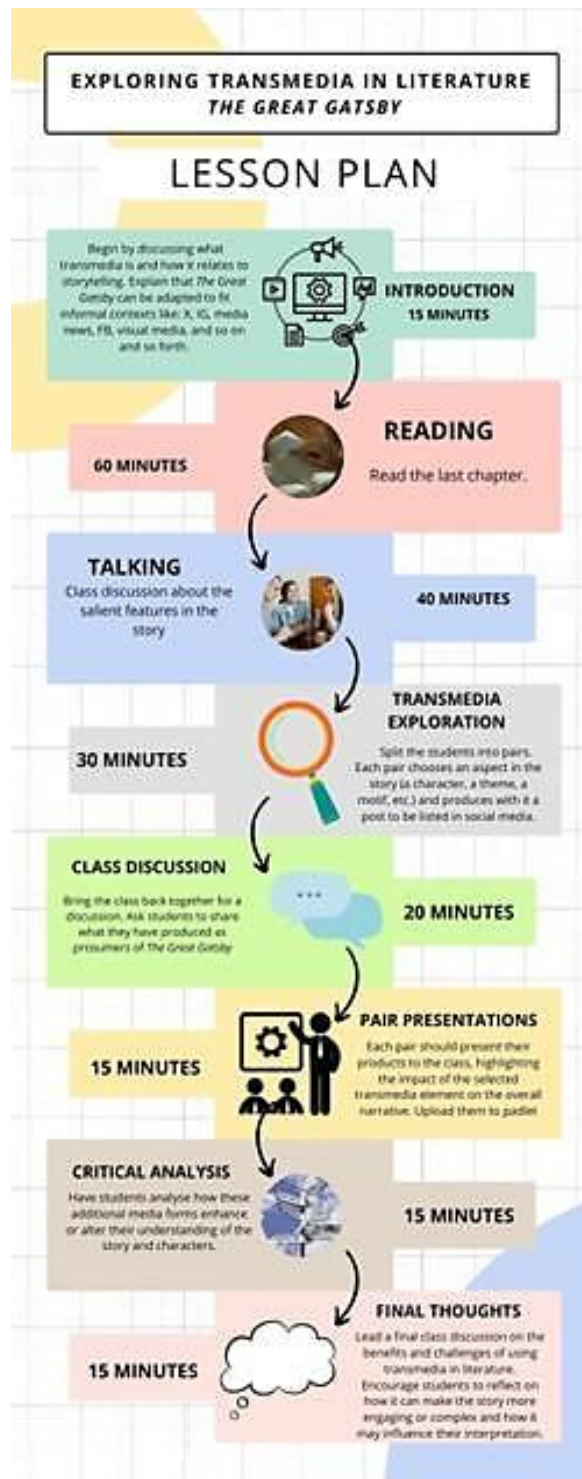 EXPLORING TRANSMEDIA IN LITERATURE
THE GREAT GATSBY
LESSON PLAN
Begin by discussing what
transmedia is and how it relates to
storytelling. Explain that The Great
Gatsby can be adapted to fit
informal contexts like: X, IG, media
news, FB, visual media, and so on
and so forth.
INTRODUCTION
15 MINUTES
READING
60 MINUTES
Read the last chapter.
TALKING
Class discussion about the
salient features in the
story
40 MINUTES
TRANSMEDIA
EXPLORATION
30 MINUTES
Split the students into pairs.
Each pair chooses an aspect in the
story (a character, a theme, a
motif, etc.) and produces with it a
post to be listed in social media.
CLASS DISCUSSION
Bring the class back together for a
discussion. Ask students to share
what they have produced as
prosumers of The Great Gatsby
20 MINUTES
PAIR PRESENTATIONS
15 MINUTES
Each pair should present their
products to the class, highlighting
the impact of the selected
transmedia element on the overall
narrative. Upload them to padlet
CRITICAL ANALYSIS
Have students analyse how these
additional media forms enhance
or alter their understanding of the
story and characters.
15 MINUTES
FINAL THOUGHTS
15 MINUTES
Lead a final class discussion on the
benefits and challenges of using
transmedia in literature.
Encourage students to reflect on
how it can make the story more
engaging or complex and how it
may influence their interpretation.